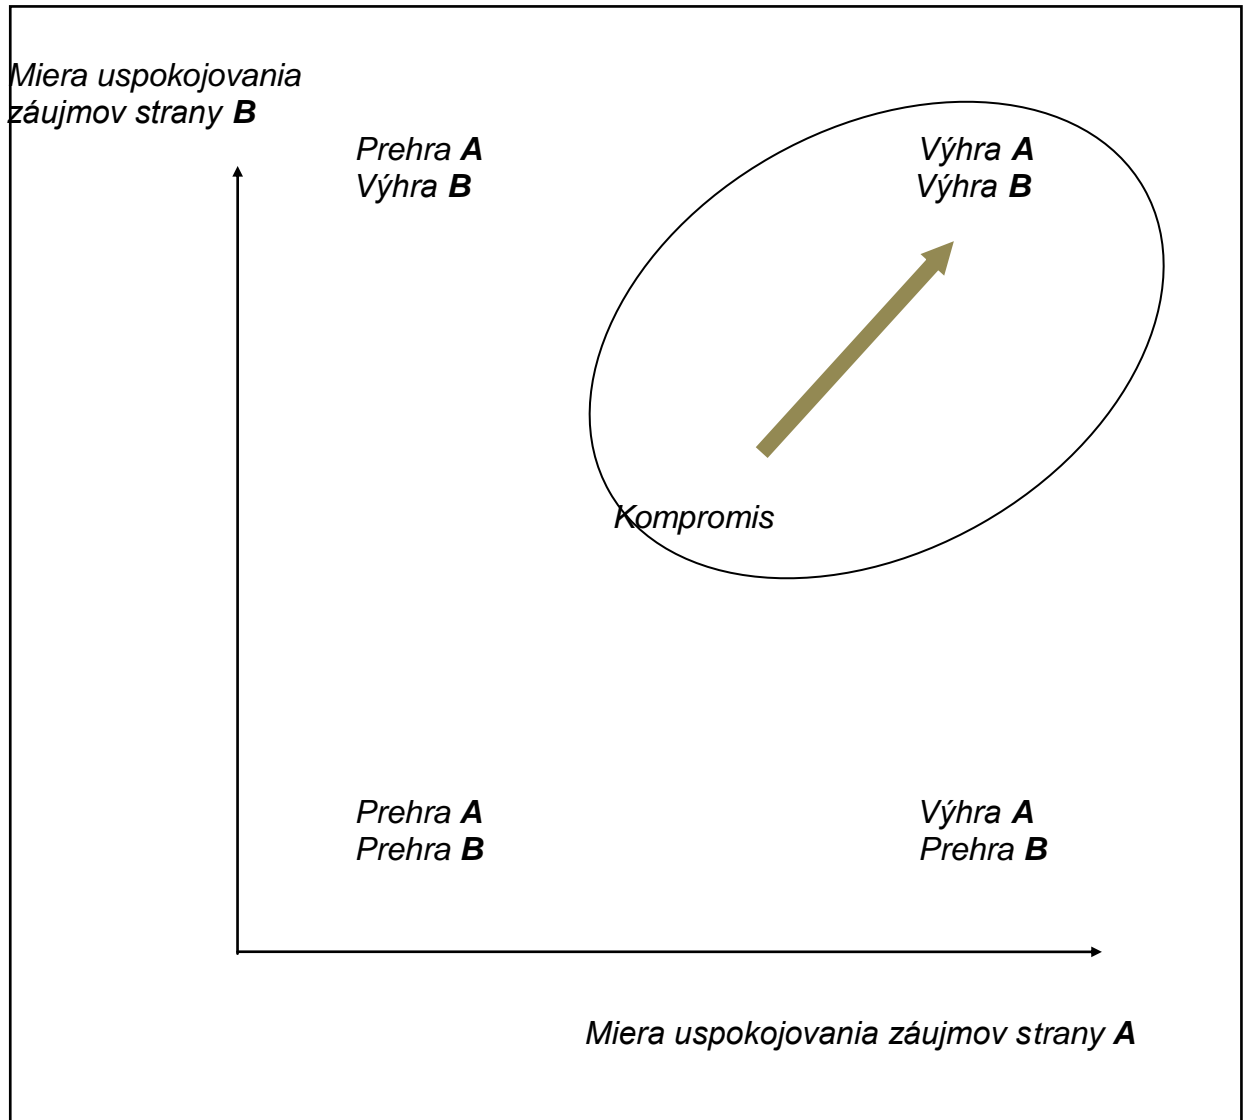 Miera uspokojovania
záujmov strany B
Prehra A
Výhra B
Výhra A
Výhra B
Kompromis
Prehra A
Prehra B
Výhra A
Prehra B
Miera uspokojovania záujmov strany A